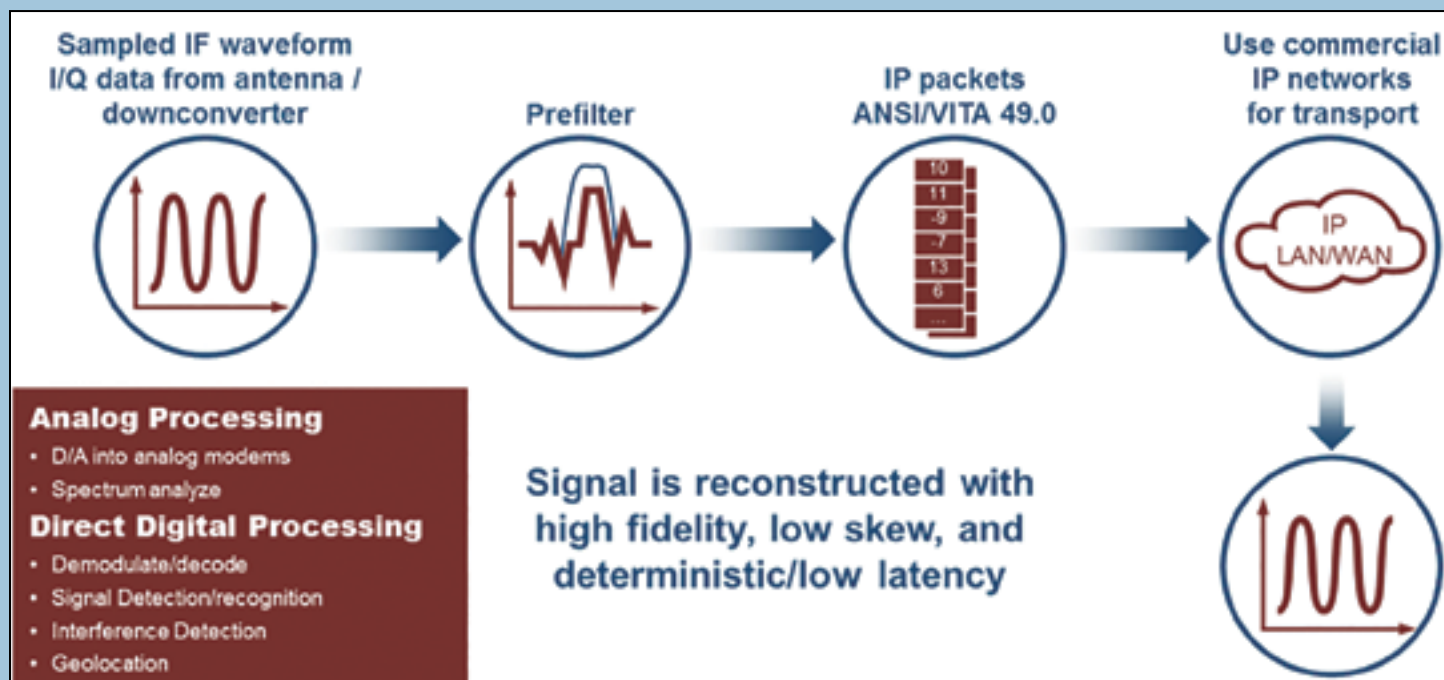 Sampled IF waveform
I/Q data from antenna /
downconverter
Prefilter
IP packets
ANSI/VITA 49.0
Use commercial
IP networks
for transport
10
11
-9
-7
13
6
...
IP
LAN/WAN
Analog Processing
• D/A into analog modems
• Spectrum analyze
Direct Digital Processing
• Demodulate/decode
• Signal Detection/recognition
• Interference Detection
• Geolocation
Signal is reconstructed with
high fidelity, low skew, and
deterministic/low latency